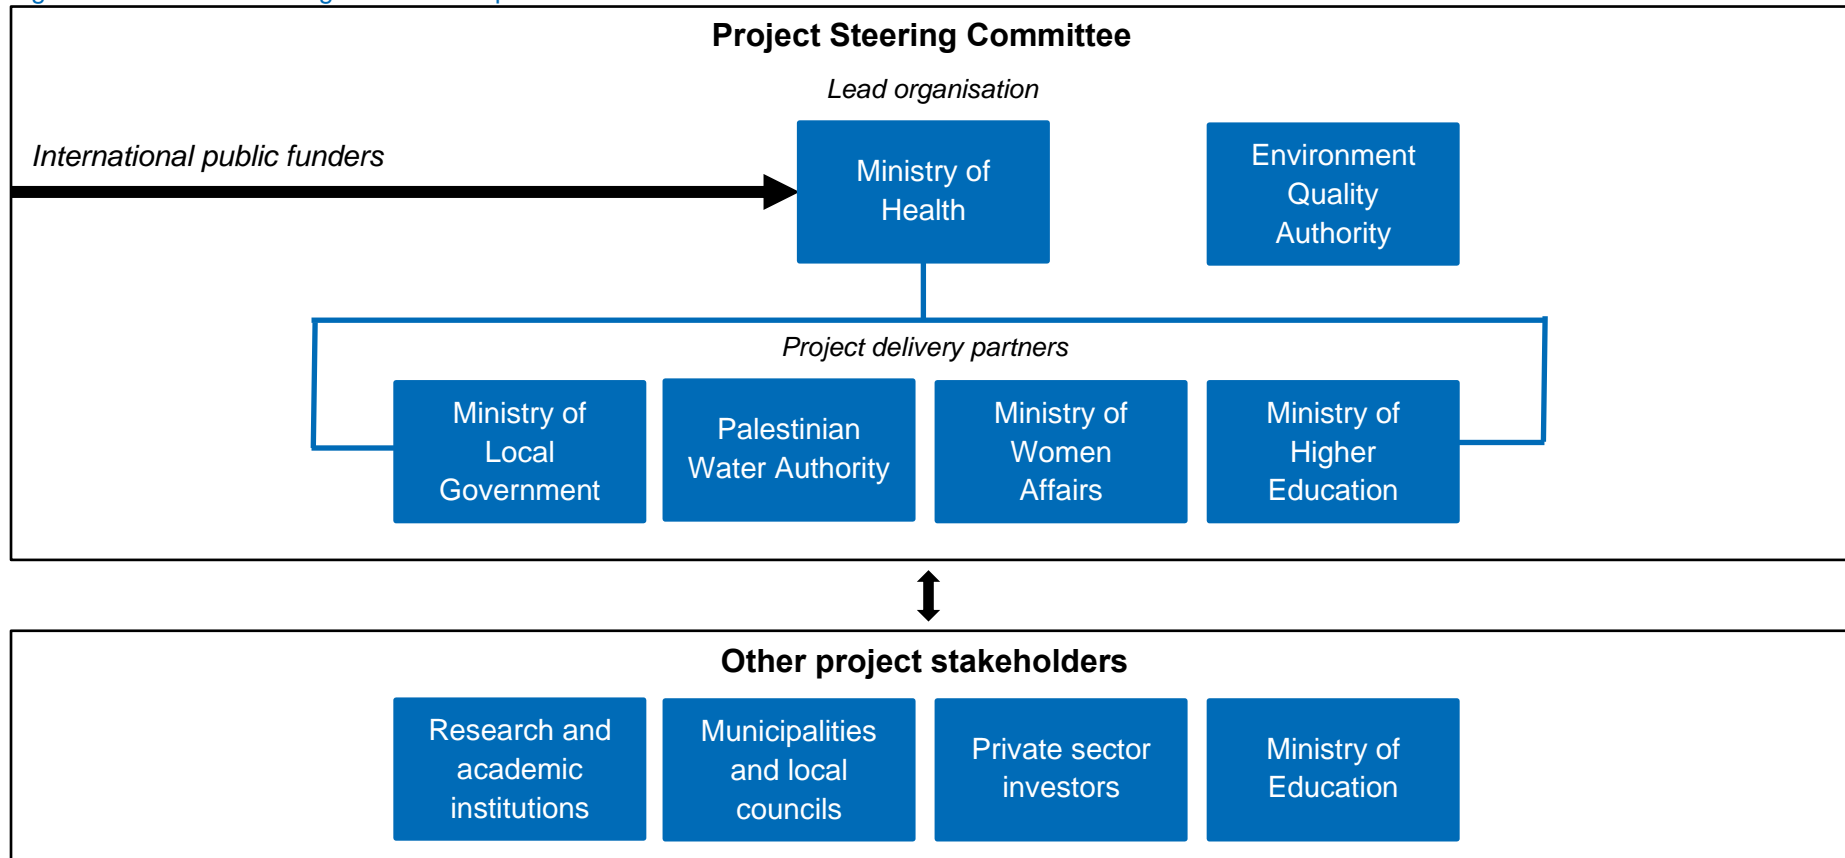 Project Steering Committee
Lead organisation
International public funders
Ministry of
Health
Environment
Quality
Authority
Project delivery partners
Ministry of
Local
Government
Palestinian
Water Authority
Ministry of
Women
Affairs
Ministry of
Higher
Education
Other project stakeholders
Research and
academic
institutions
Municipalities
and local
councils
Private sector
investors
Ministry of
Education